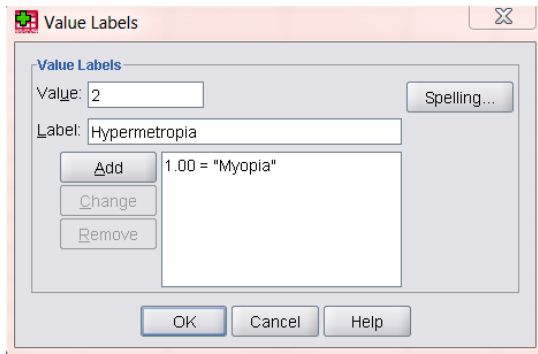 Value Labels
Value Labels
Value: 2
Spelling...
Label: Hypermetropia
Add
1.00 = "Myopia"
Change
Remove
OK Cancel Help